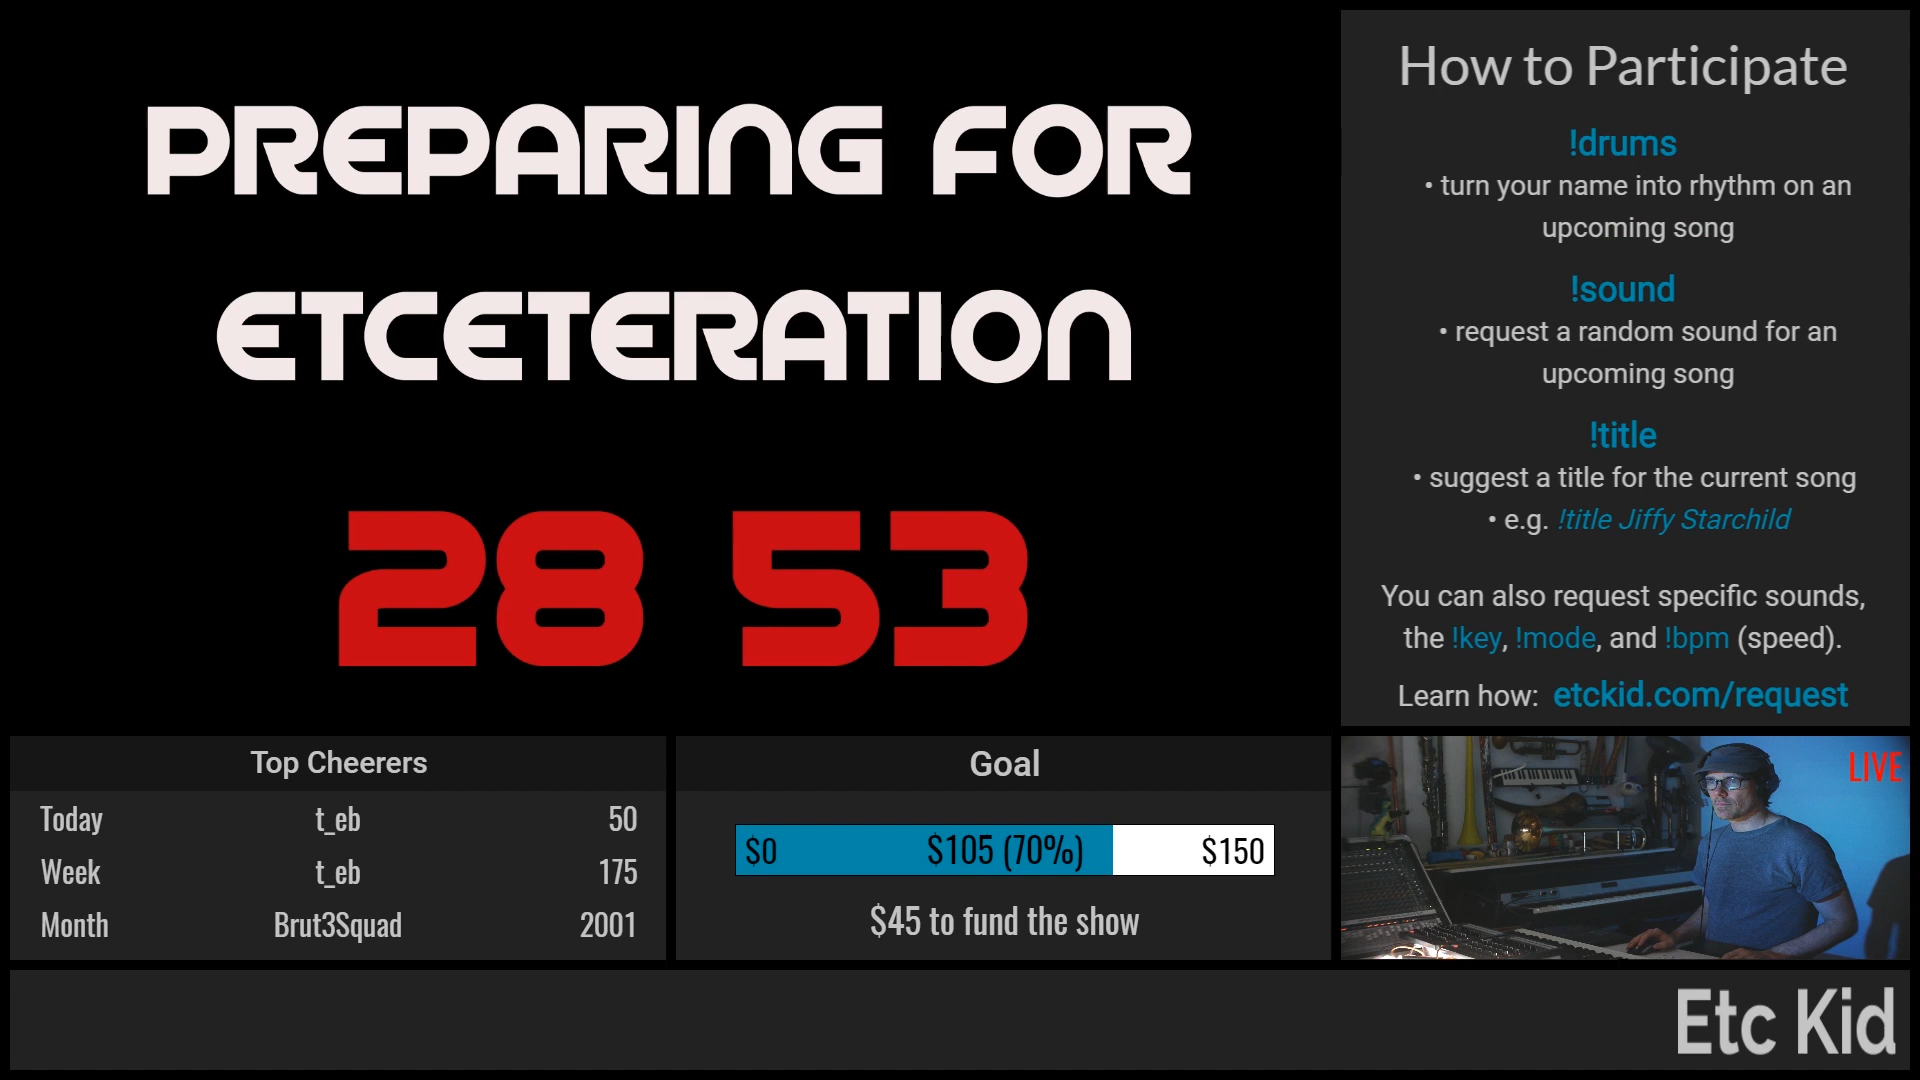 PREPARING FOR
ETCETERATION
28 53
How to Participate
!drums
• turn your name into rhythm on an
upcoming song
!sound
• request a random sound for an
upcoming song
!title
• suggest a title for the current song
• e.g. !title Jiffy Starchild
You can also request specific sounds,
the !key, !mode, and !bpm (speed).
Learn how: etckid.com/request
Top Cheerers
Today t_eb 50
Week t_eb 175
Month Brut3Squad 2001
Goal
$0 $105 (70%) $150
$45 to fund the show
LIVE
Etc Kid